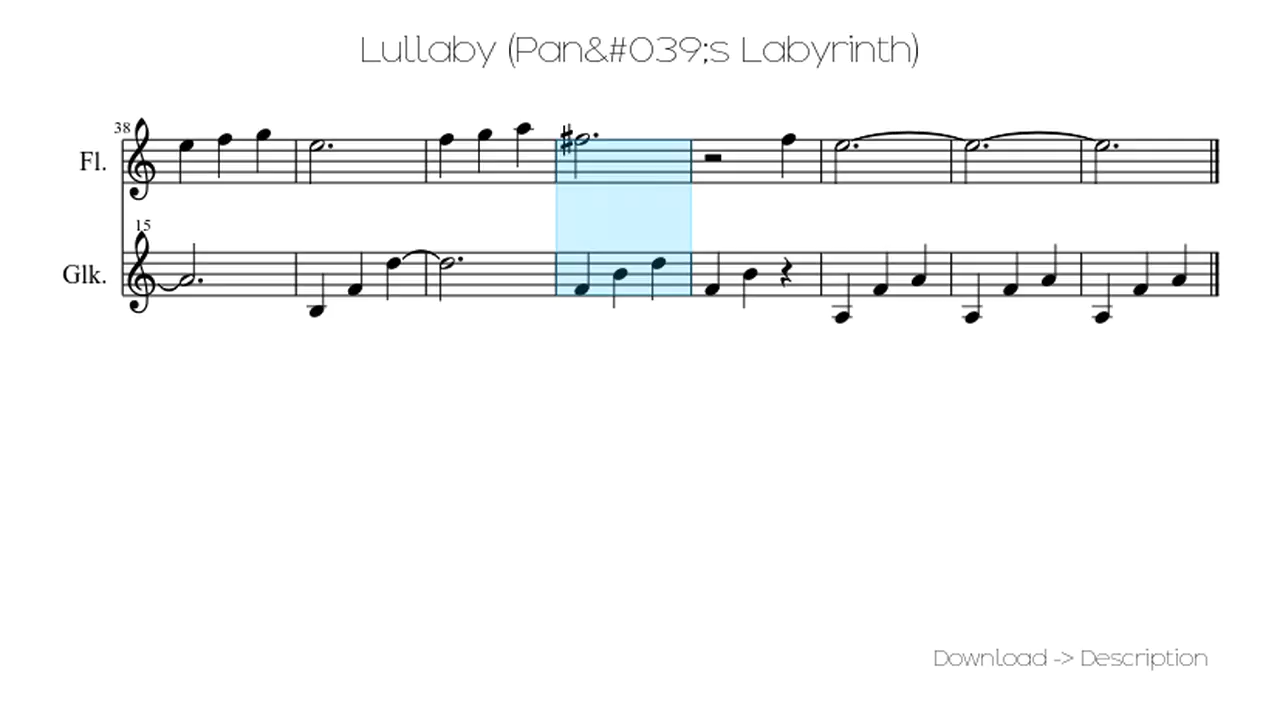 Lullaby (Pan&#039;s Labyrinth)
38
Fl.
15
Glk.
Download -> Description